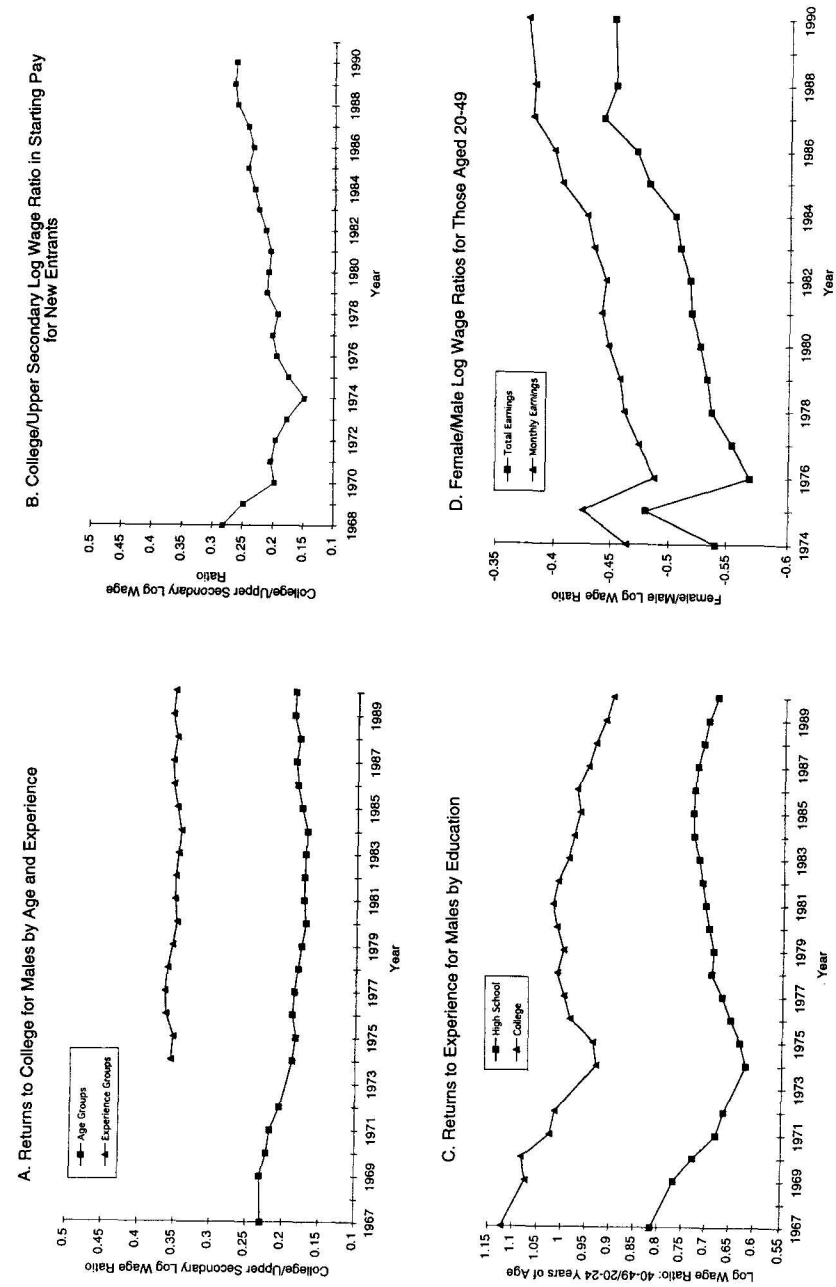 A. Returns to College for Males by Age and Experience
College/Upper Secondary Log Wage Ratio
0.5
0.45
0.4
0.35
0.3
0.25
0.2
0.15
0.1
Age Groups
Experience Groups
1967 1969 1971 1973 1975 1977 1979 1981 1983 1985 1987 1989
Year
B. College/Upper Secondary Log Wage Ratio in Starting Pay
for New Entrants
College/Upper Secondary Log Wage
Ratio
0.5
0.45
0.4
0.35
0.3
0.25
0.2
0.15
0.1
1968 1970 1972 1974 1976 1978 1980 1982 1984 1986 1988 1990
Year
C. Returns to Experience for Males by Education
Log Wage Ratio: 40-49/20-24 Years of Age
1.15
1.1
1.05
1
0.95
0.9
0.85
0.8
0.75
0.7
0.65
0.6
0.55
High School
College
1967 1969 1971 1973 1975 1977 1979 1981 1983 1985 1987 1989
Year
D. Female/Male Log Wage Ratios for Those Aged 20-49
Female/Male Log Wage Ratio
-0.35
-0.4
-0.45
-0.5
-0.55
-0.6
Total Earnings
Monthly Earnings
1974 1976 1978 1980 1982 1984 1986 1988 1990
Year